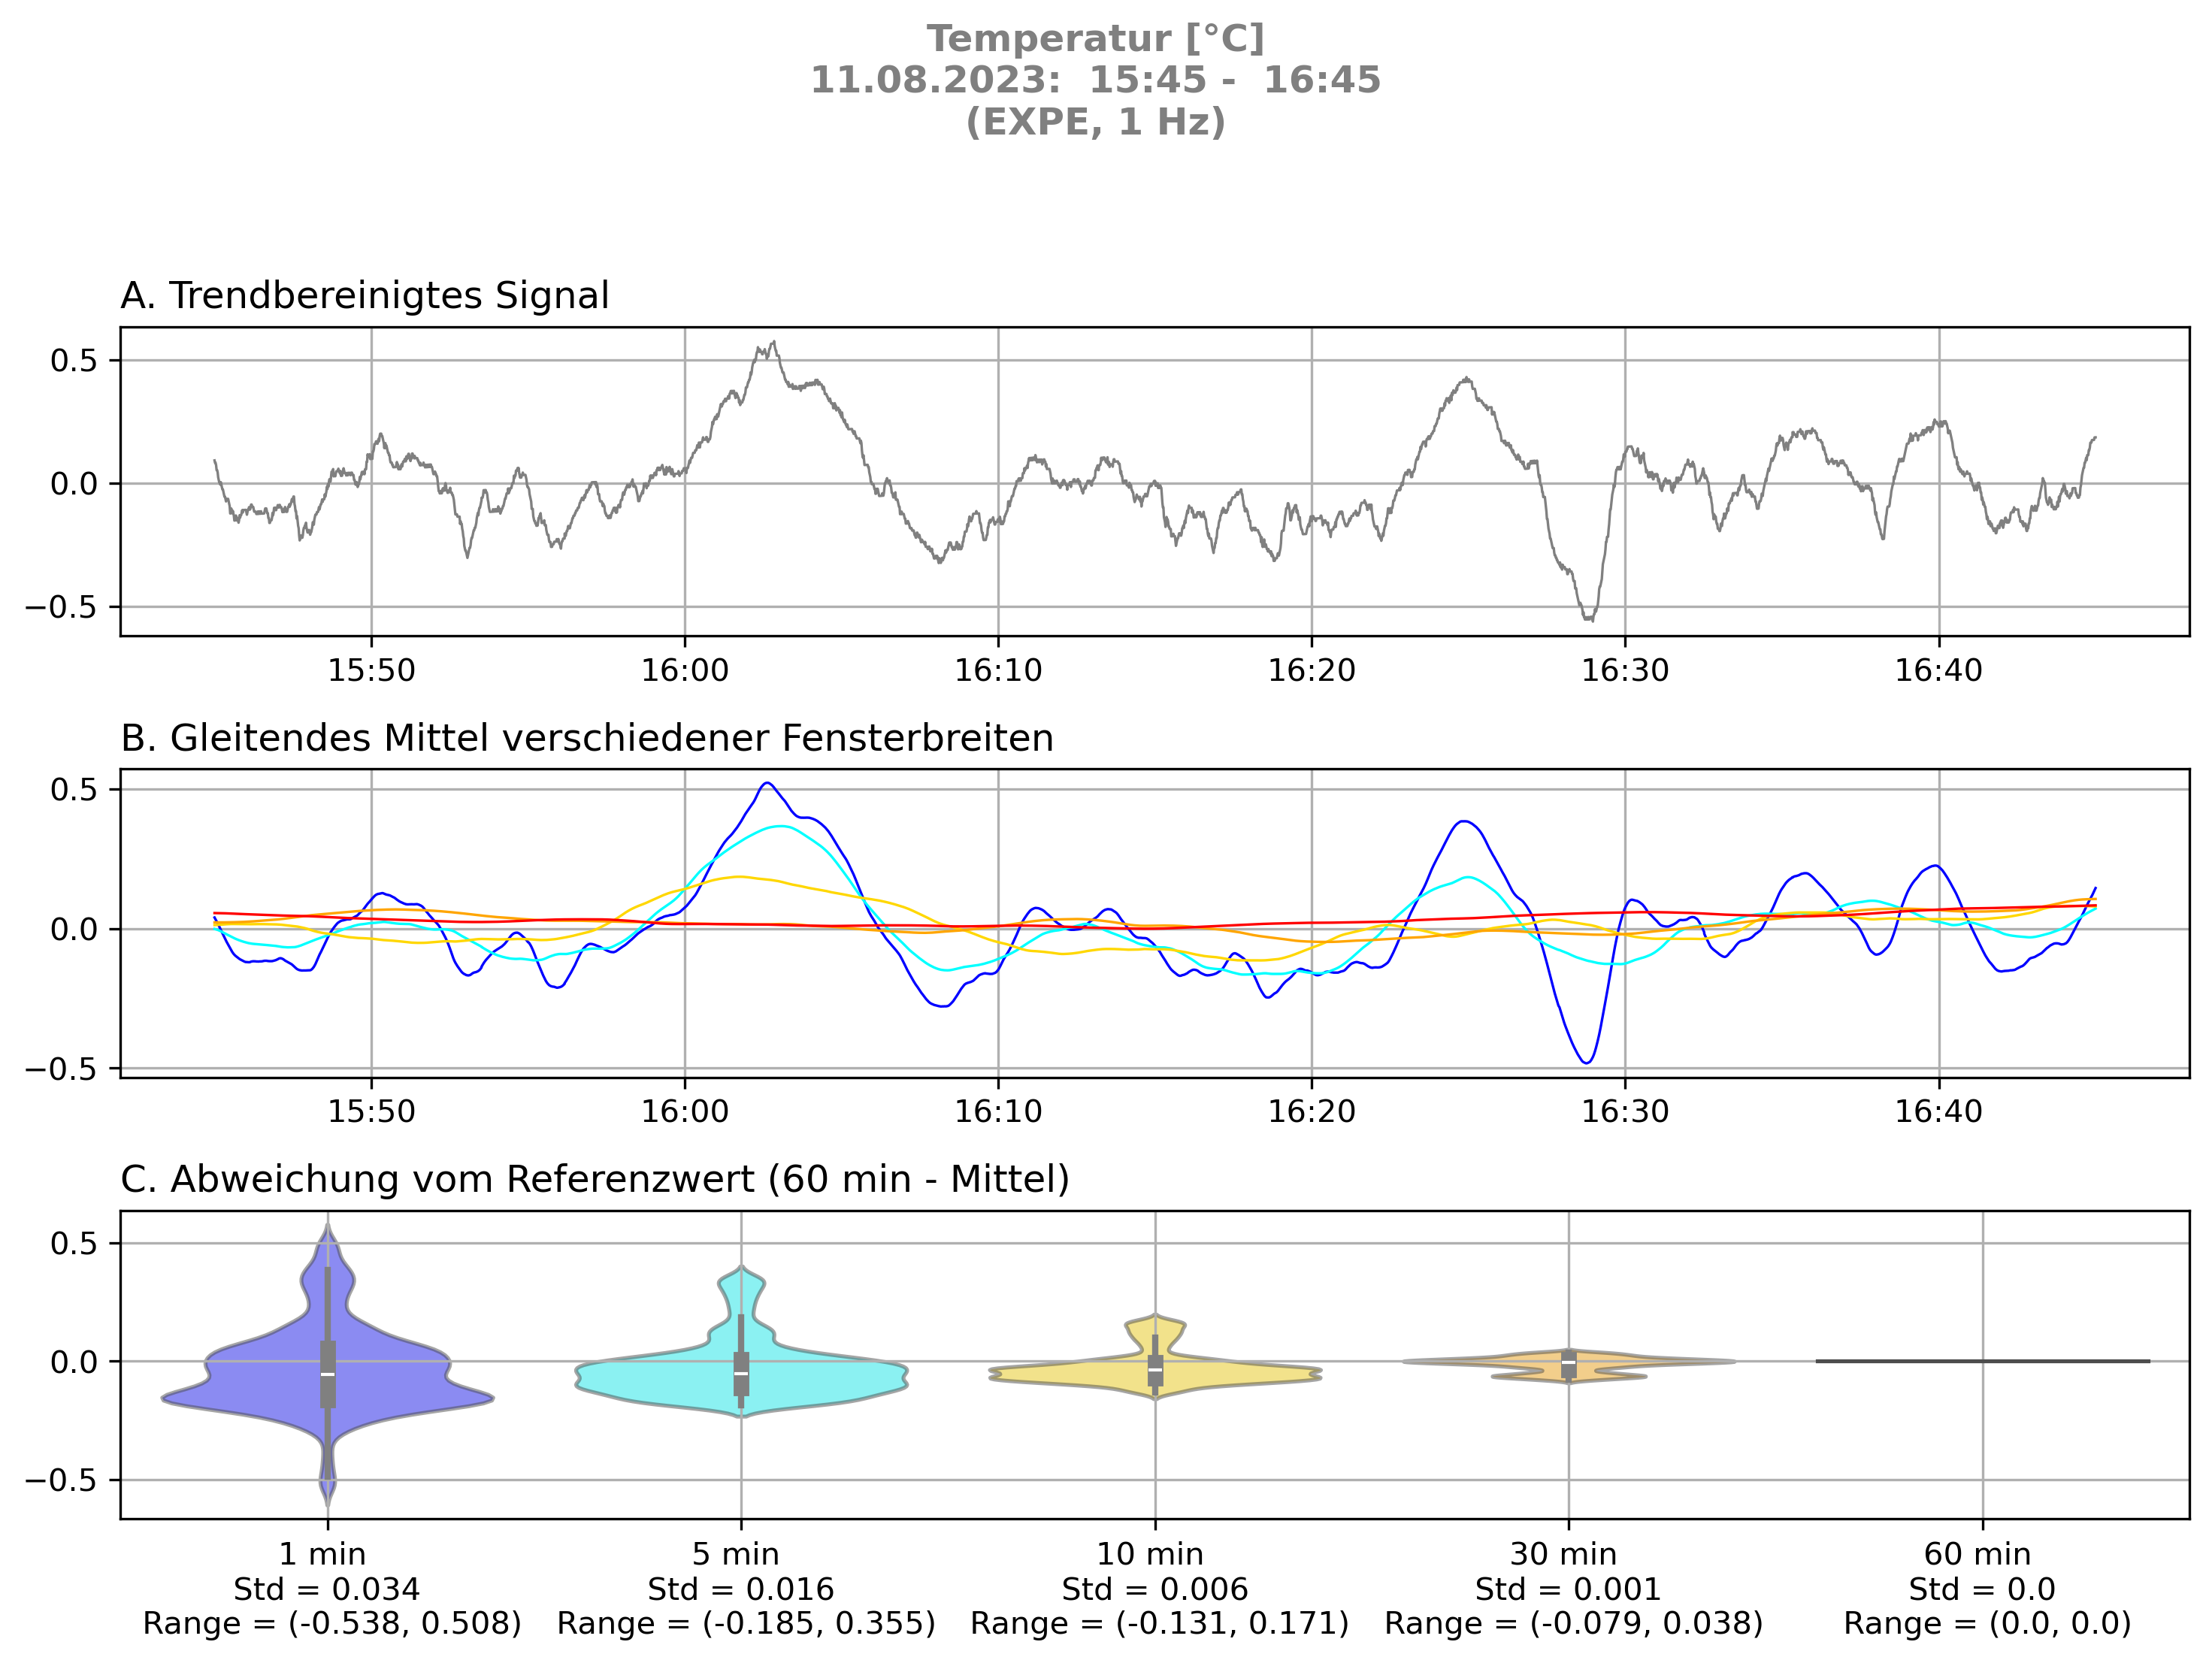 Temperatur [°C]
11.08.2023:  15:45 -  16:45
(EXPE, 1 Hz)
A. Trendbereinigtes Signal
0.5
0.0
−0.5
15:50 16:00 16:10 16:20 16:30 16:40
B. Gleitendes Mittel verschiedener Fensterbreiten
0.5
0.0
−0.5
15:50 16:00 16:10 16:20 16:30 16:40
C. Abweichung vom Referenzwert (60 min - Mittel)
0.5
0.0
−0.5
1 min 5 min 10 min 30 min 60 min
Std = 0.034 Std = 0.016 Std = 0.006 Std = 0.001 Std = 0.0
Range = (-0.538, 0.508) Range = (-0.185, 0.355) Range = (-0.131, 0.171) Range = (-0.079, 0.038) Range = (0.0, 0.0)